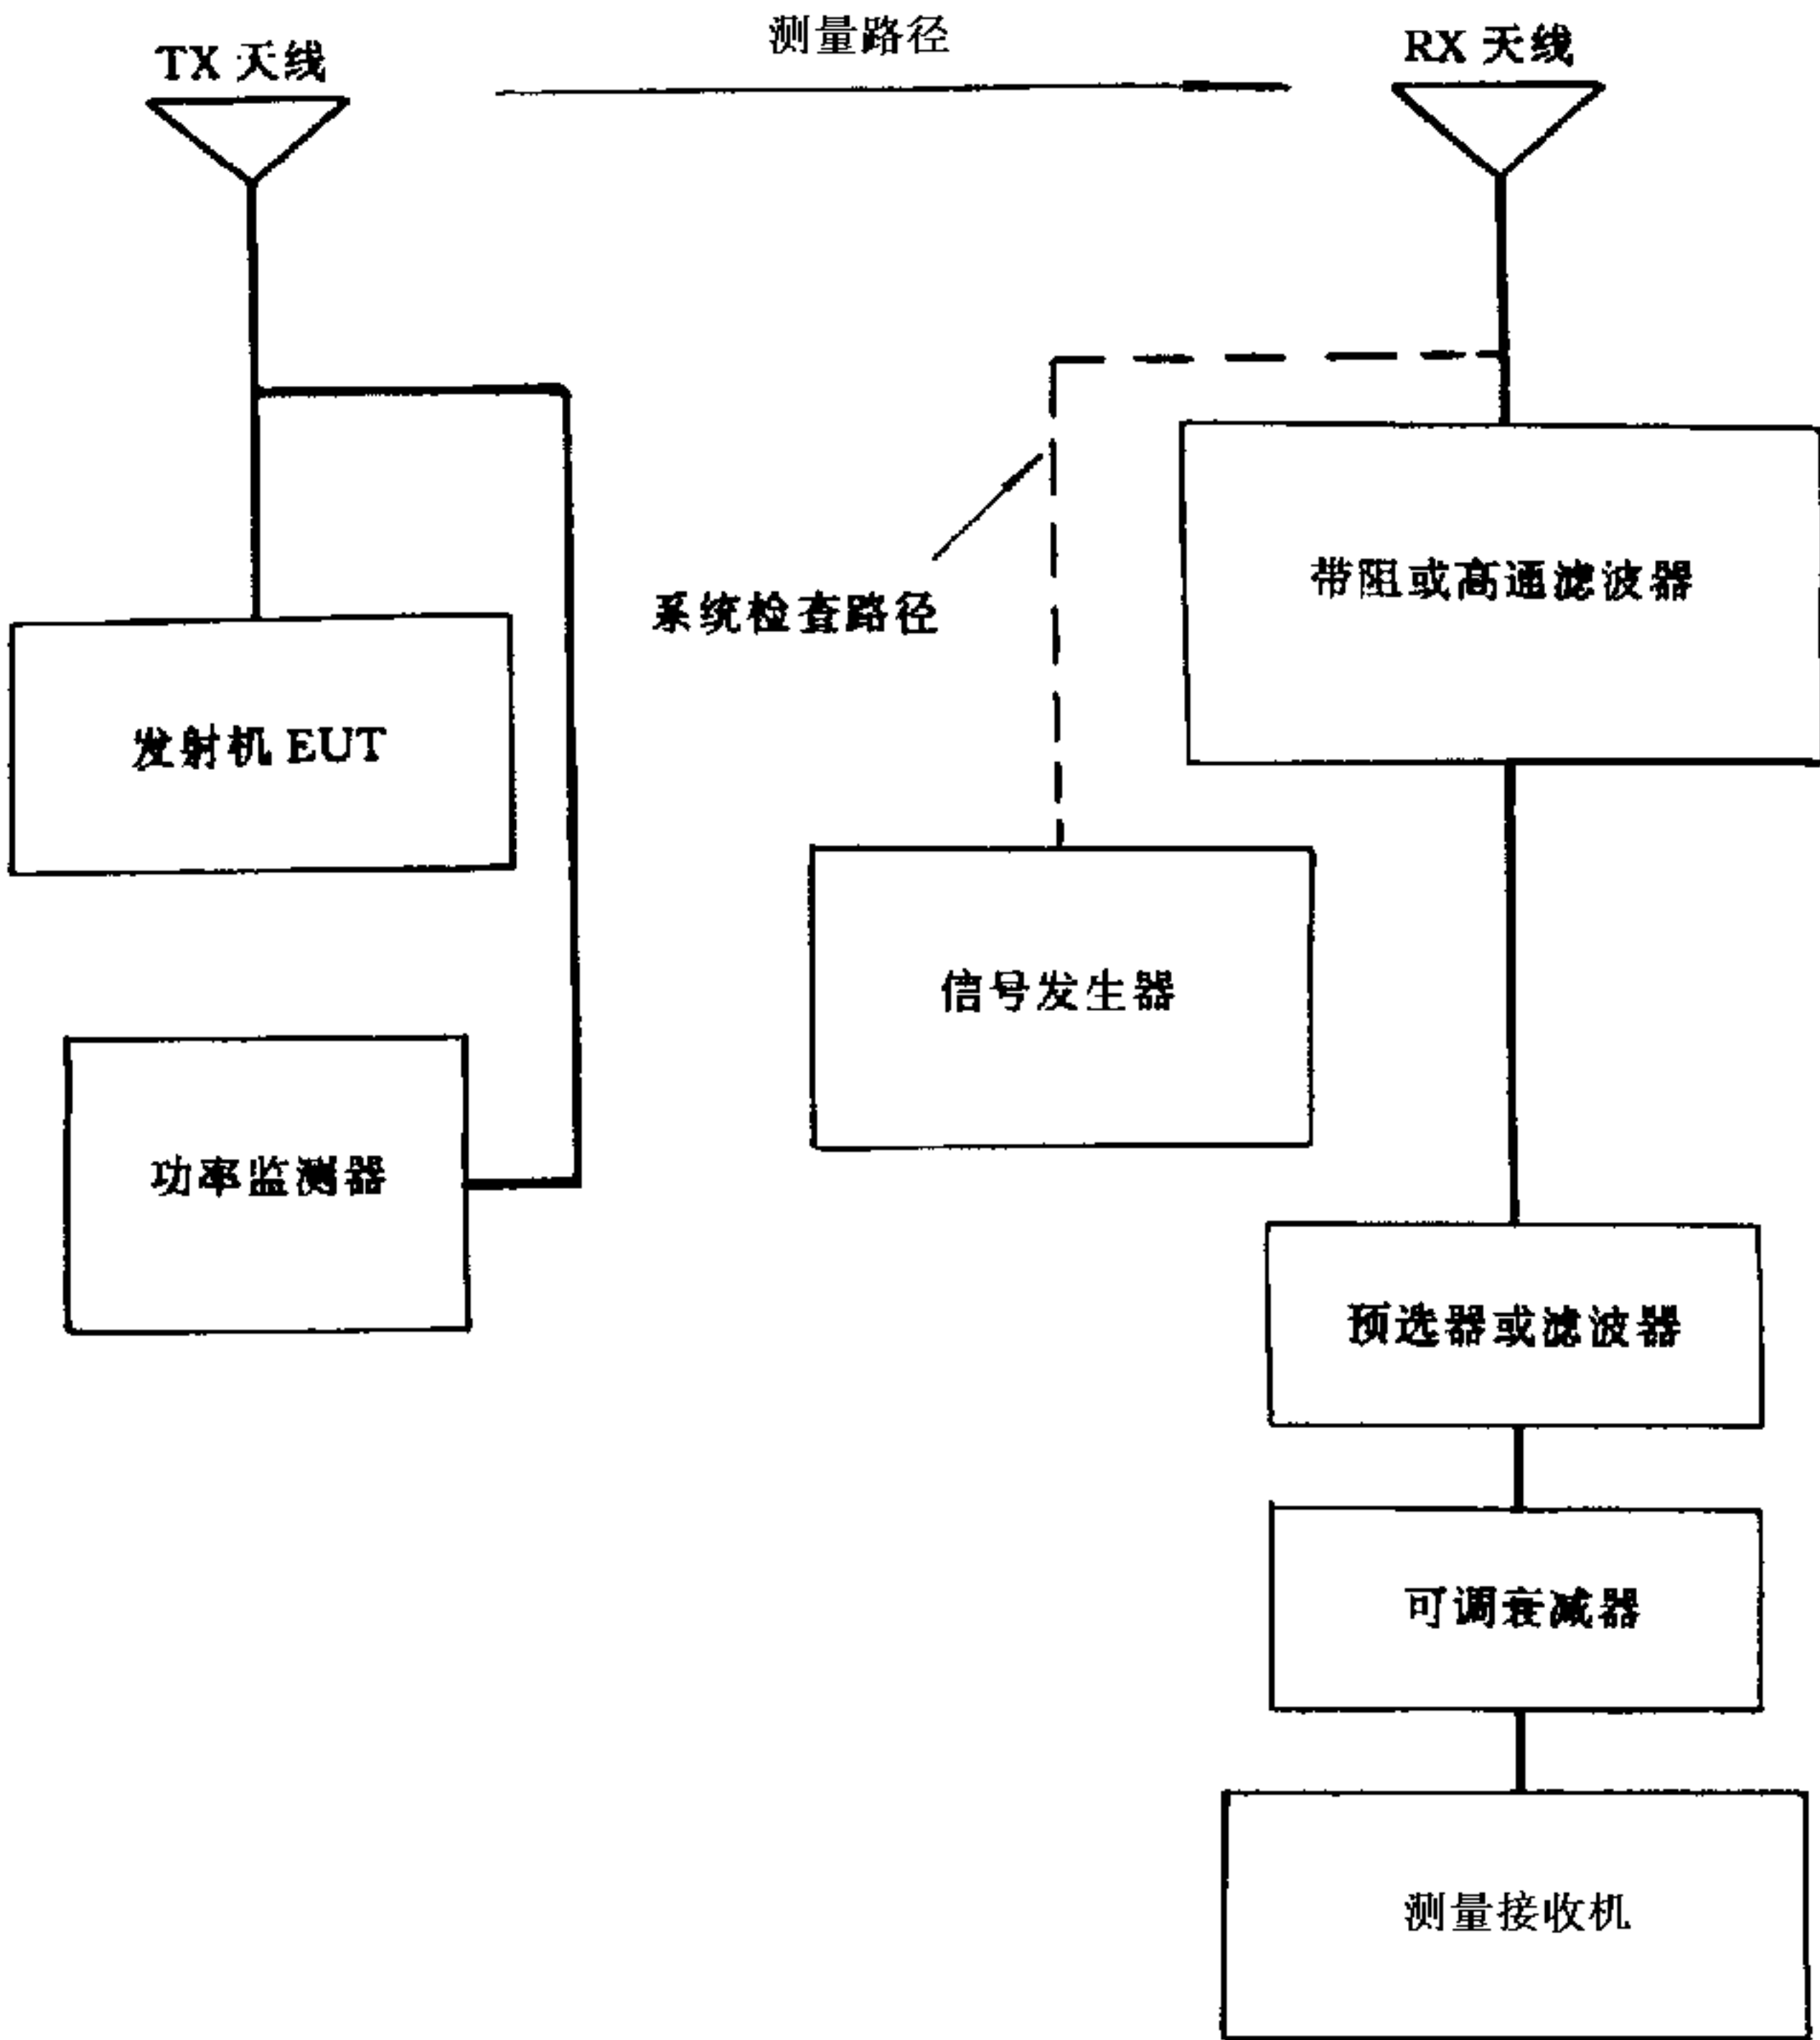 测量路径
TX 天线
RX 天线
带阻或高通滤波器
系统检查路径
发射机 EUT
信号发生器
功率监测器
预选器或滤波器
可调衰减器
测量接收机